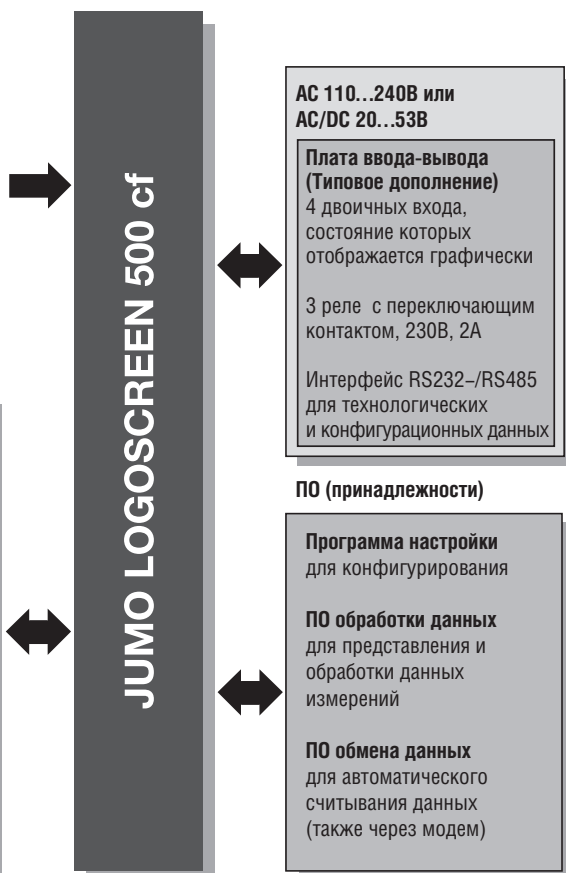 JUMO LOGOSCREEN 500 cf
AC 110...240В или
AC/DC 20...53В
Плата ввода-вывода
(Типовое дополнение)
4 двоичных входа,
состояние которых
отображается графически
3 реле с переключающим
контактом, 230В, 2А
Интерфейс RS232–/RS485
для технологических
и конфигурационных данных
ПО (принадлежности)
Программа настройки
для конфигурирования
ПО обработки данных
для представления и
обработки данных
измерений
ПО обмена данных
для автоматического
считывания данных
(также через модем)